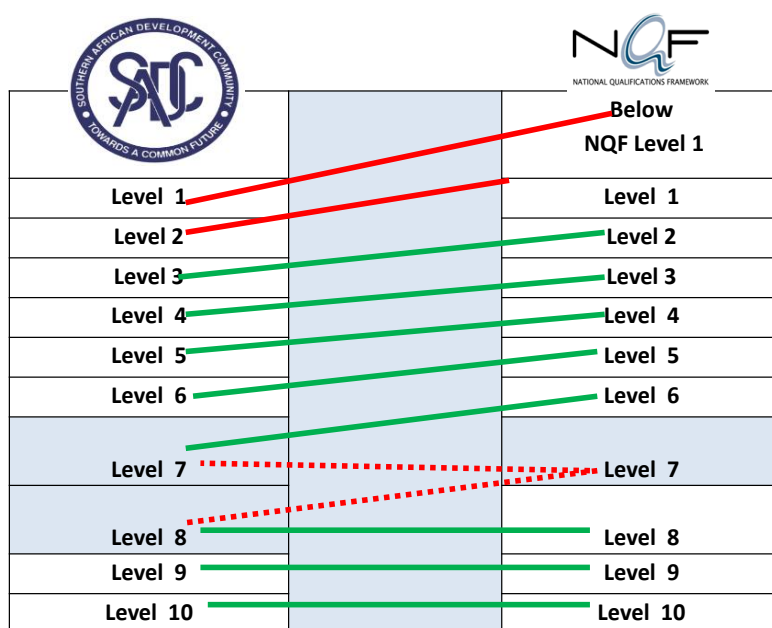 SOUTHERN AFRICAN DEVELOPMENT COMMUNITY
SADC
TOWARDS A COMMON FUTURE
NQF
NATIONAL QUALIFICATIONS FRAMEWORK
Below
NQF Level 1
Level 1 Level 1
Level 2 Level 2
Level 3 Level 3
Level 4 Level 4
Level 5 Level 5
Level 6 Level 6
Level 7 Level 7
Level 8 Level 8
Level 9 Level 9
Level 10 Level 10